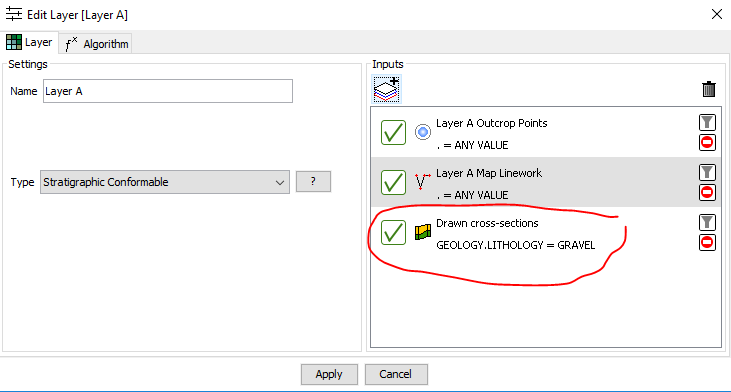 Edit Layer [Layer A]
Layer
fx Algorithm
Settings
Inputs
Name Layer A
Layer A Outcrop Points
. = ANY VALUE
Layer A Map Linework
. = ANY VALUE
Type Stratigraphic Conformable ?
Drawn cross-sections
GEOLOGY.LITHOLOGY = GRAVEL
Apply
Cancel